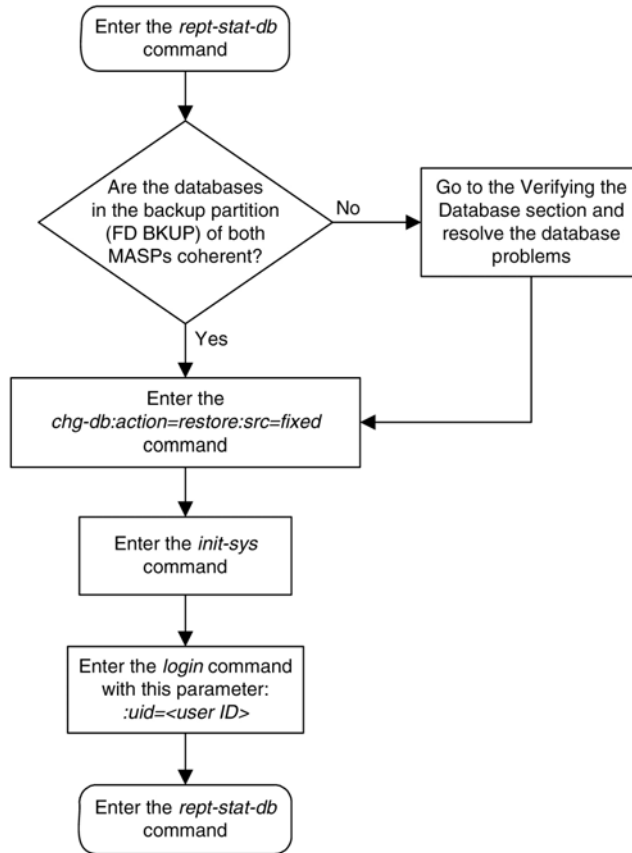 Enter the rept-stat-db
command
Are the databases
in the backup partition
(FD BKUP) of both
MASPs coherent?
No
Go to the Verifying the
Database section and
resolve the database
problems
Yes
Enter the
chg-db:action=restore:src=fixed
command
Enter the init-sys
command
Enter the login command
with this parameter:
:uid=<user ID>
Enter the rept-stat-db
command